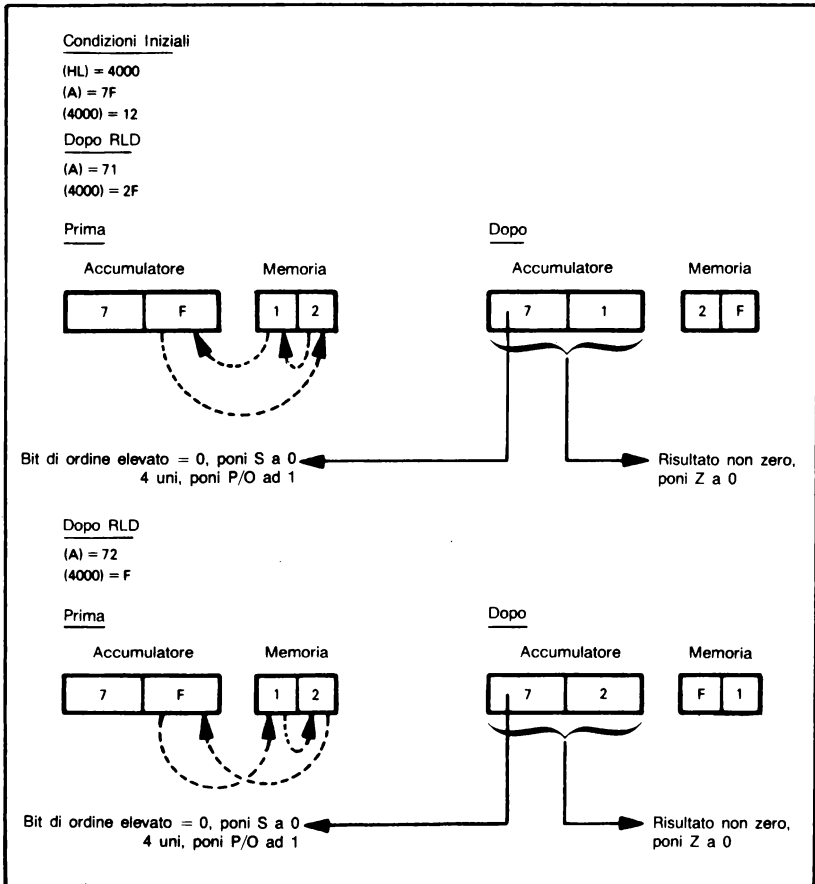 Condizioni Iniziali
(HL) = 4000
(A) = 7F
(4000) = 12
Dopo RLD
(A) = 71
(4000) = 2F
Prima
Dopo
Accumulatore
Memoria
Accumulatore
Memoria
7 F
1 2
7 1
2 F
Bit di ordine elevato = 0, poni S a 0
4 uni, poni P/O ad 1
Risultato non zero,
poni Z a 0
Dopo RLD
(A) = 72
(4000) = F
Prima
Dopo
Accumulatore
Memoria
Accumulatore
Memoria
7 F
1 2
7 2
F 1
Bit di ordine elevato = 0, poni S a 0
4 uni, poni P/O ad 1
Risultato non zero,
poni Z a 0